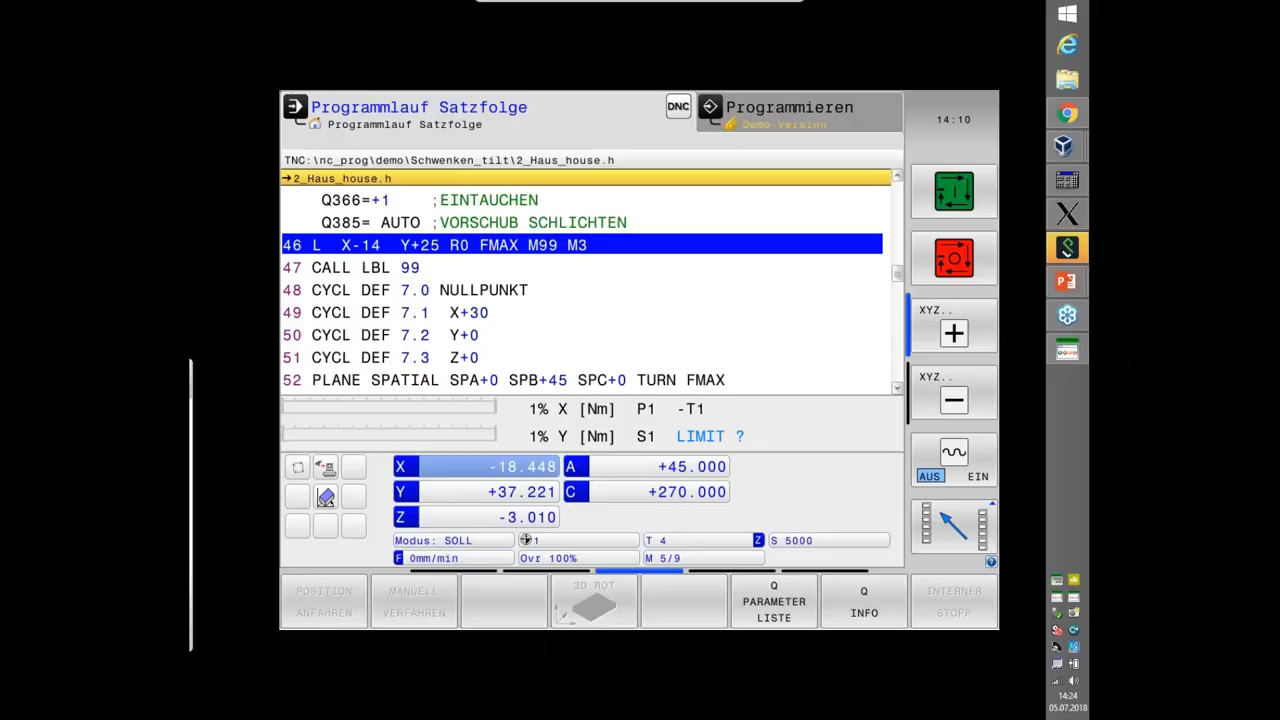 Programmlauf Satzfolge
Programmlauf Satzfolge
DNC
Programmieren
Demo-Version
14:10
TNC:\nc_prog\demo\Schwenken_tilt\2_Haus_house.h
→2_Haus_house.h
Q366=+1 ;EINTAUCHEN
Q385= AUTO ;VORSCHUB SCHLICHTEN
46 L X-14 Y+25 R0 FMAX M99 M3
47 CALL LBL 99
48 CYCL DEF 7.0 NULLPUNKT
49 CYCL DEF 7.1 X+30
50 CYCL DEF 7.2 Y+0
51 CYCL DEF 7.3 Z+0
52 PLANE SPATIAL SPA+0 SPB+45 SPC+0 TURN FMAX
XYZ..
+
XYZ..
−
AUS EIN
1% X [Nm] P1 -T1
1% Y [Nm] S1 LIMIT ?
X -18.448 A +45.000
Y +37.221 C +270.000
Z -3.010
Modus: SOLL 1 T 4 Z S 5000
F 0mm/min Ovr 100% M 5/9
POSITION
ANFAHREN
MANUELL
VERFAHREN
3D ROT
Q
PARAMETER
LISTE
Q
INFO
INTERNER
STOPP
14:24
05.07.2018